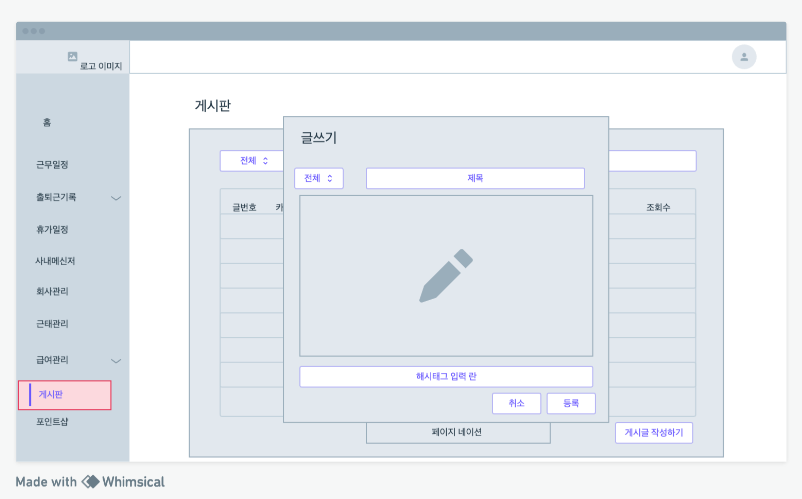 로고 이미지
홈
근무일정
출퇴근기록
휴가일정
사내메신저
회사관리
근태관리
급여관리
게시판
포인트샵
게시판
전체
글번호 카
조회수
글쓰기
전체 제목
해시태그 입력 란
취소 등록
페이지 네이션
게시글 작성하기
Made with Whimsical